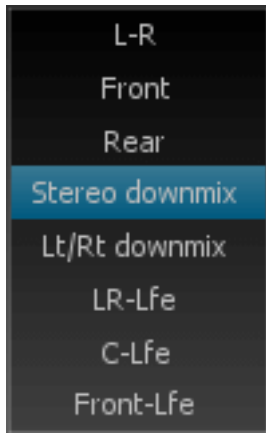 L-R
Front
Rear
Stereo downmix
Lt/Rt downmix
LR-Lfe
C-Lfe
Front-Lfe